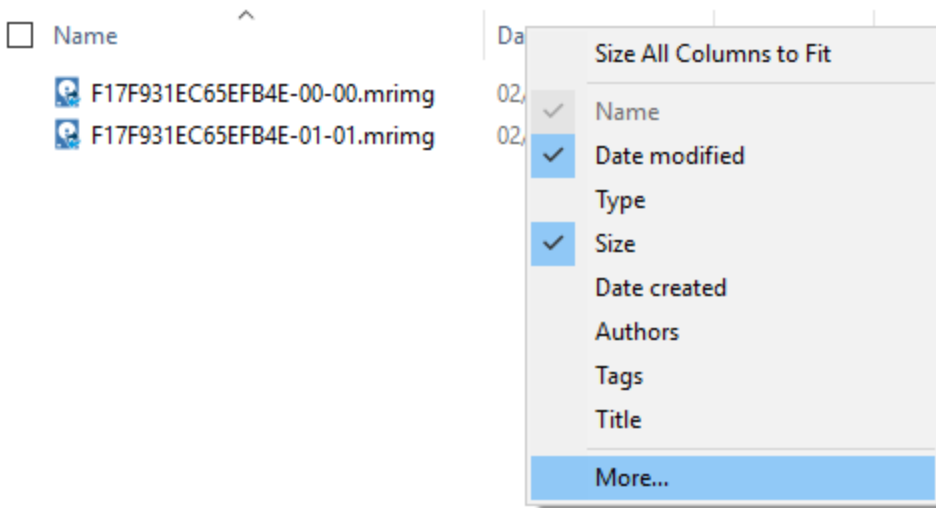 Name
Da
F17F931EC65EFB4E-00-00.mrimg
02,
F17F931EC65EFB4E-01-01.mrimg
02,
Size All Columns to Fit
Name
Date modified
Type
Size
Date created
Authors
Tags
Title
More...